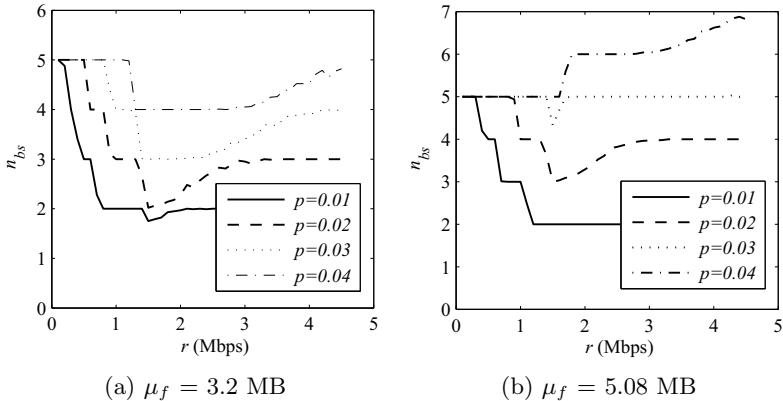 6
5
4
3
2
1
0
n_bs
0 1 2 3 4 5
r (Mbps)
p=0.01
p=0.02
p=0.03
p=0.04
(a) μ_f = 3.2 MB
7
6
5
4
3
2
1
0
n_bs
0 1 2 3 4 5
r (Mbps)
p=0.01
p=0.02
p=0.03
p=0.04
(b) μ_f = 5.08 MB